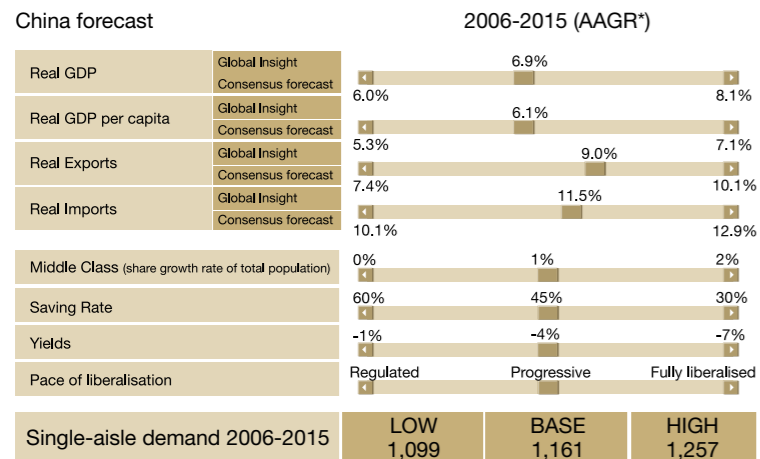 China forecast 2006-2015 (AAGR*)
Real GDP
Global Insight
Consensus forecast
6.9%
6.0% 8.1%
Real GDP per capita
Global Insight
Consensus forecast
6.1%
5.3% 7.1%
Real Exports
Global Insight
Consensus forecast
9.0%
7.4% 10.1%
Real Imports
Global Insight
Consensus forecast
11.5%
10.1% 12.9%
Middle Class (share growth rate of total population) 0% 1% 2%
Saving Rate 60% 45% 30%
Yields -1% -4% -7%
Pace of liberalisation Regulated Progressive Fully liberalised
Single-aisle demand 2006-2015
LOW BASE HIGH
1,099 1,161 1,257